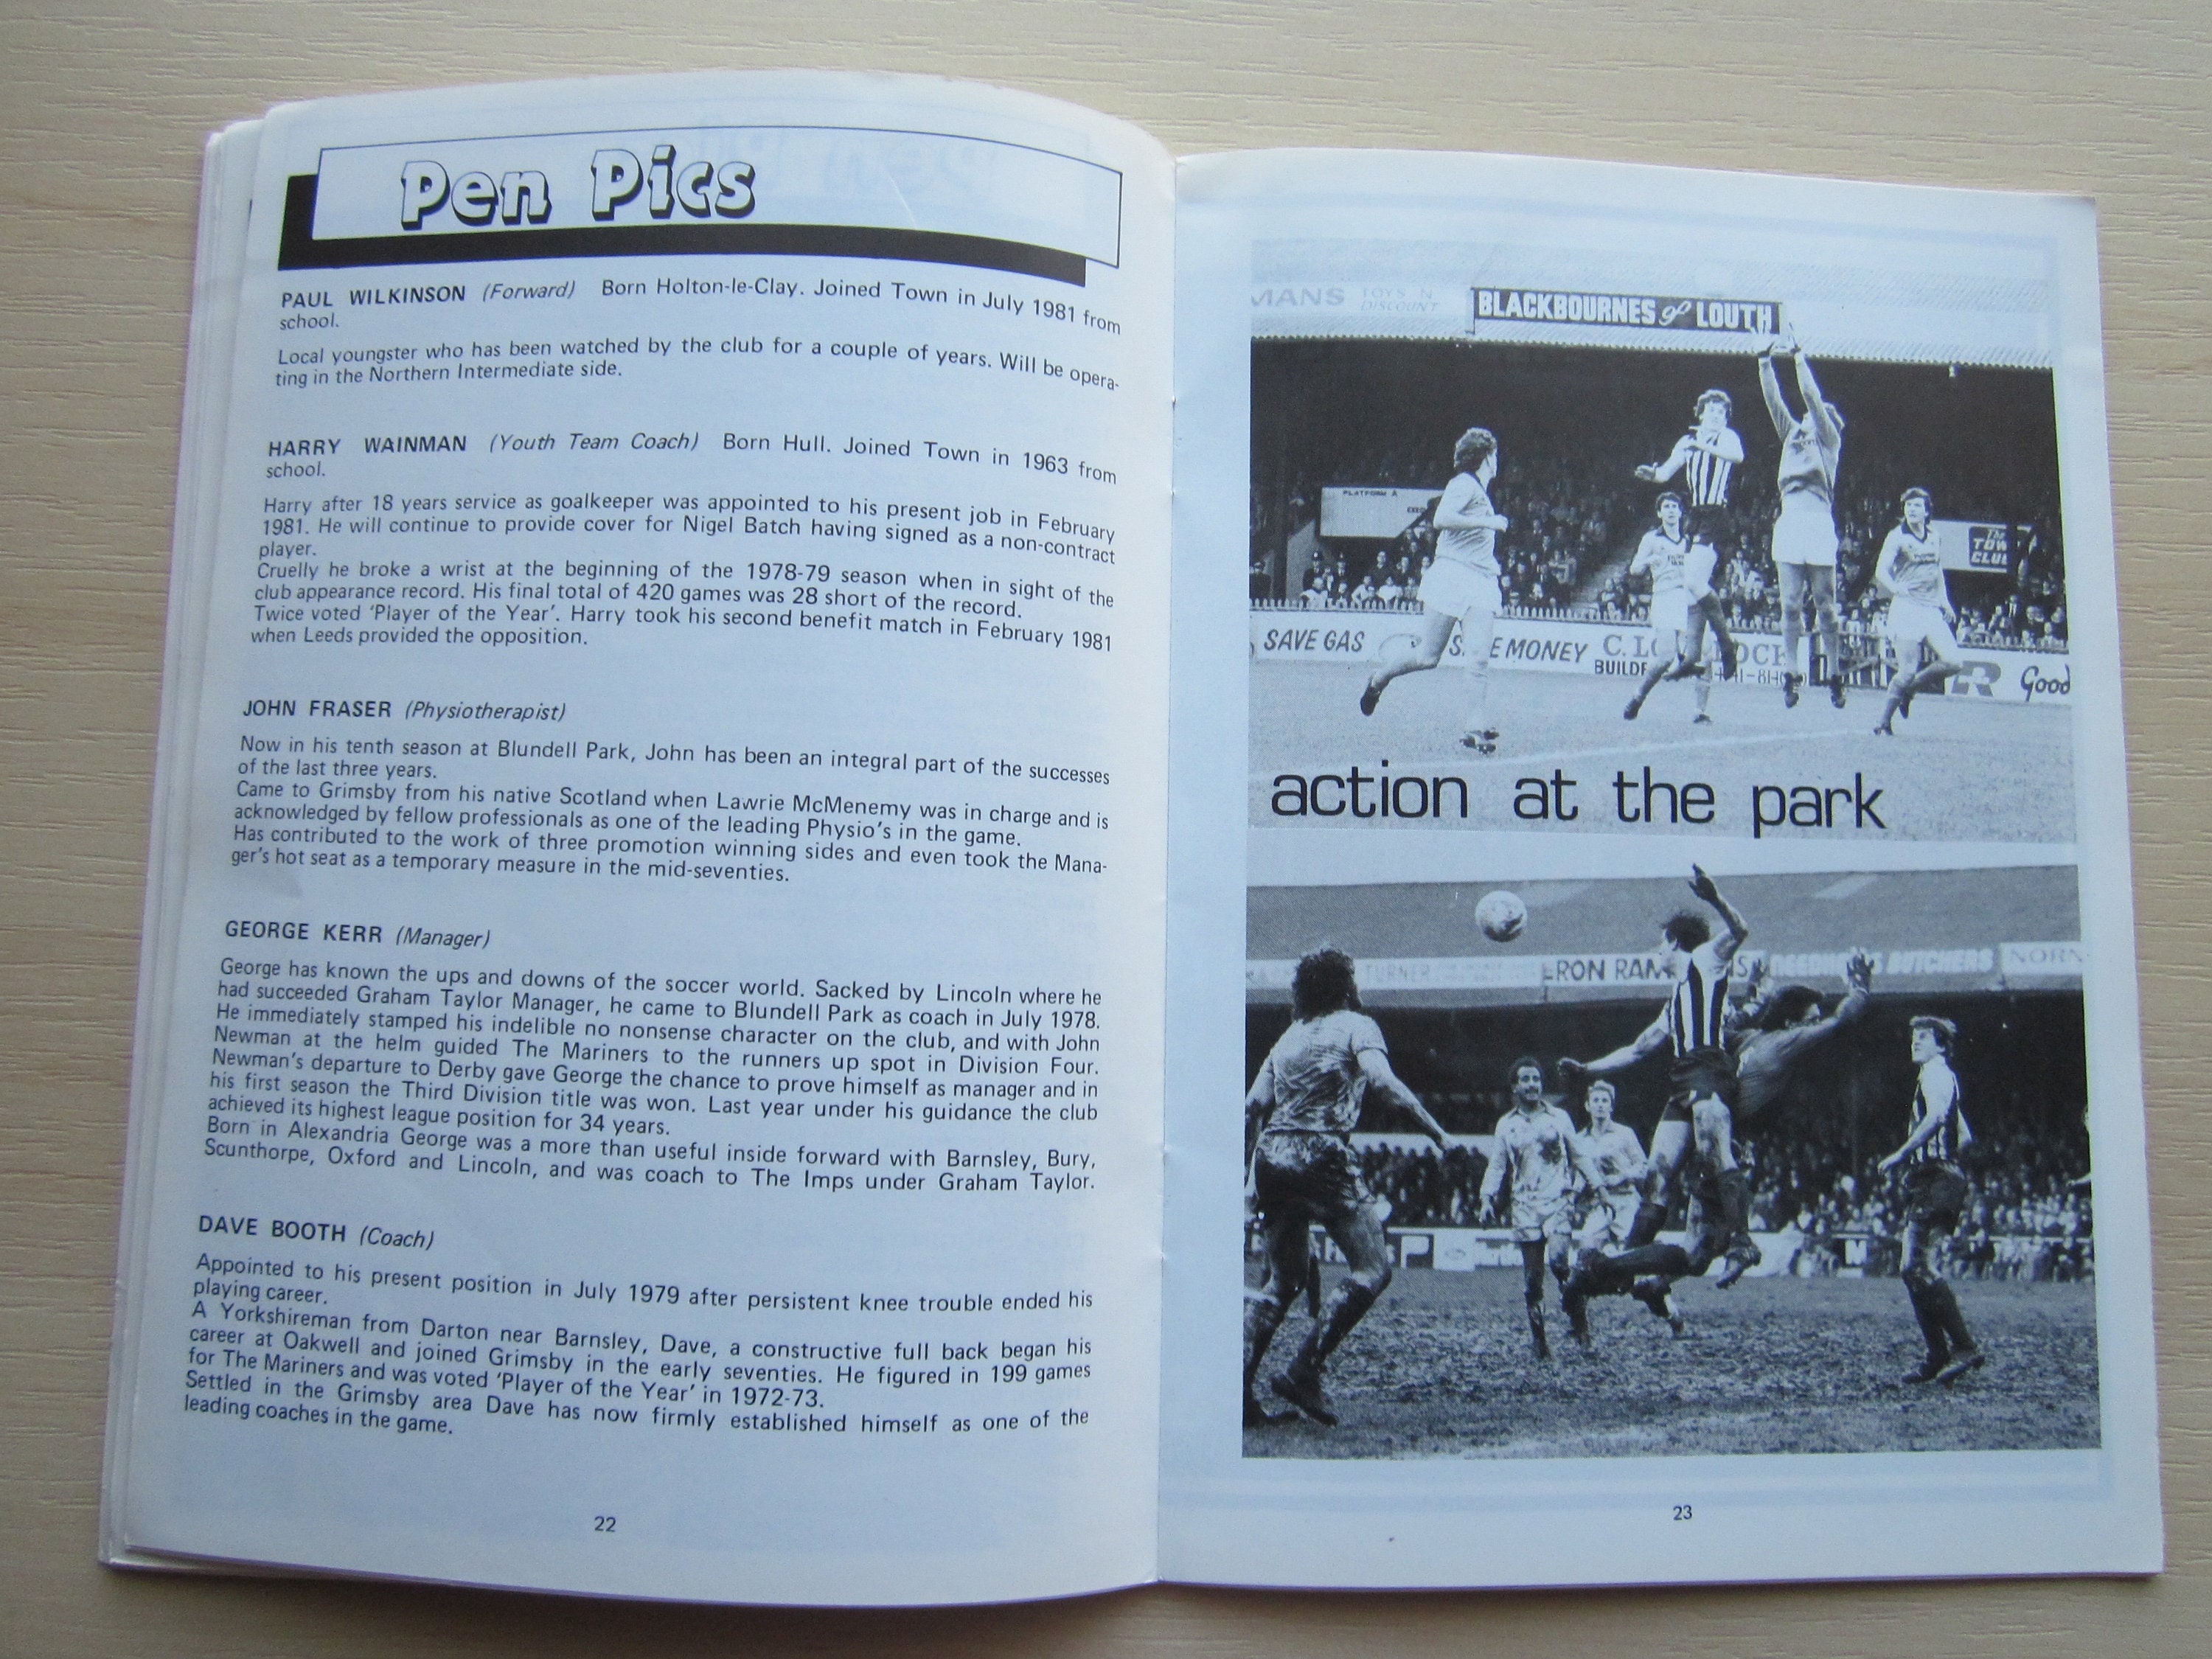 Pen Pics
PAUL WILKINSON (Forward) Born Holton-le-Clay. Joined Town in July 1981 from
school.
Local youngster who has been watched by the club for a couple of years. Will be opera-
ting in the Northern Intermediate side.
HARRY WAINMAN (Youth Team Coach) Born Hull. Joined Town in 1963 from
school.
Harry after 18 years service as goalkeeper was appointed to his present job in February
1981. He will continue to provide cover for Nigel Batch having signed as a non-contract
player.
Cruelly he broke a wrist at the beginning of the 1978-79 season when in sight of the
club appearance record. His final total of 420 games was 28 short of the record.
Twice voted 'Player of the Year'. Harry took his second benefit match in February 1981
when Leeds provided the opposition.
JOHN FRASER (Physiotherapist)
Now in his tenth season at Blundell Park, John has been an integral part of the successes
of the last three years.
Came to Grimsby from his native Scotland when Lawrie McMenemy was in charge and is
acknowledged by fellow professionals as one of the leading Physio's in the game.
Has contributed to the work of three promotion winning sides and even took the Mana-
ger's hot seat as a temporary measure in the mid-seventies.
GEORGE KERR (Manager)
George has known the ups and downs of the soccer world. Sacked by Lincoln where he
had succeeded Graham Taylor Manager, he came to Blundell Park as coach in July 1978.
He immediately stamped his indelible no nonsense character on the club, and with John
Newman at the helm guided The Mariners to the runners up spot in Division Four.
Newman's departure to Derby gave George the chance to prove himself as manager and in
his first season the Third Division title was won. Last year under his guidance the club
achieved its highest league position for 34 years.
Born in Alexandria George was a more than useful inside forward with Barnsley, Bury,
Scunthorpe, Oxford and Lincoln, and was coach to The Imps under Graham Taylor.
DAVE BOOTH (Coach)
Appointed to his present position in July 1979 after persistent knee trouble ended his
playing career.
A Yorkshireman from Darton near Barnsley, Dave, a constructive full back began his
career at Oakwell and joined Grimsby in the early seventies. He figured in 199 games
for The Mariners and was voted 'Player of the Year' in 1972-73.
Settled in the Grimsby area Dave has now firmly established himself as one of the
leading coaches in the game.
22
MANS TOYS N DISCOUNT
BLACKBOURNES of LOUTH
PLATFORM A
The
TOW
CLU
SAVE GAS
E MONEY
BUILDE
Good
action at the park
TURNER
RON RAM
NORN
23